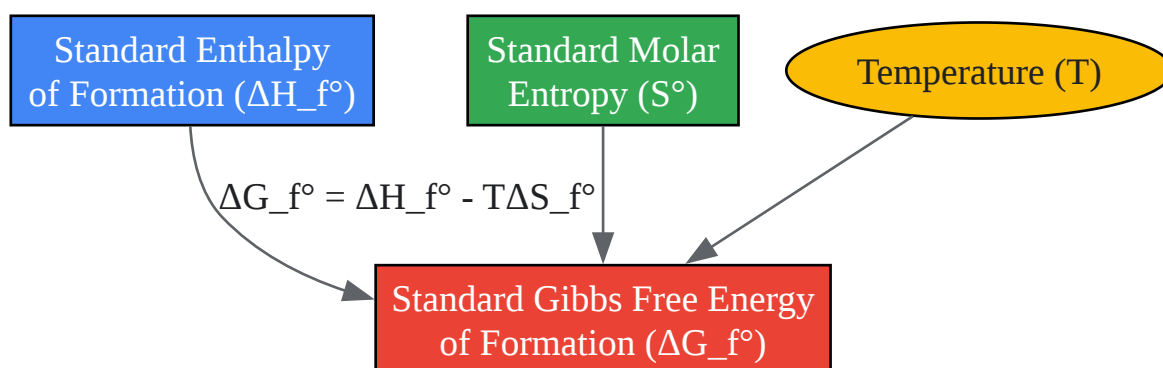 Standard Enthalpy
of Formation (ΔH_f°)
Standard Molar
Entropy (S°)
Temperature (T)
ΔG_f° = ΔH_f° - TΔS_f°
Standard Gibbs Free Energy
of Formation (ΔG_f°)